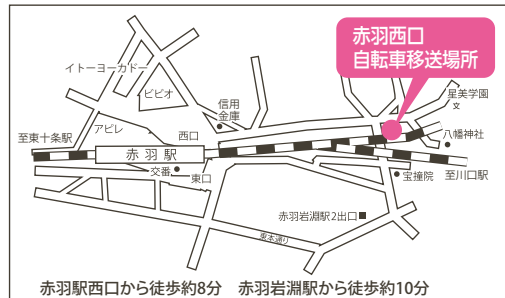 赤羽西口
自転車移送場所
イトーヨーカドー
ビビオ
信用
金庫
星美学園
文
アピレ
西口
八幡神社
至東十条駅
赤羽駅
交番
東口
宝撞院
至川口駅
赤羽岩淵駅2出口
東本通り
赤羽駅西口から徒歩約8分 赤羽岩淵駅から徒歩約10分